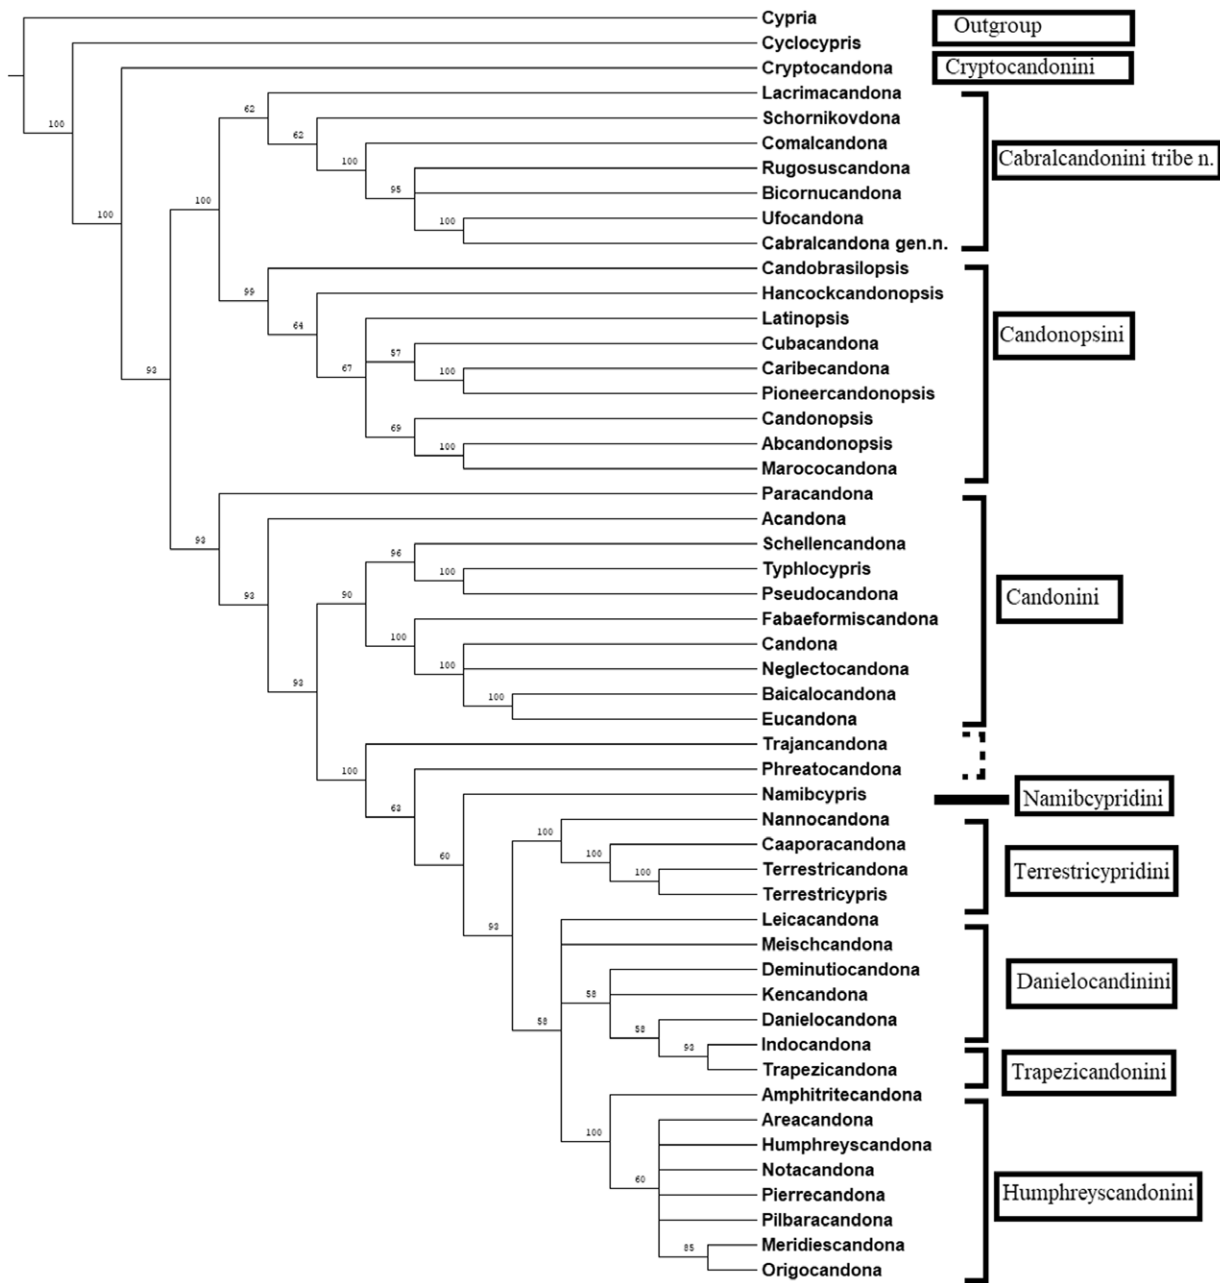 Cypria
Outgroup
Cyclocypris
Cryptocandona
Cryptocandonini
100
Lacrimacandona
62
Schornikovdona
62
Comalcandona
Cabralcandonini tribe n.
100
Rugosuscandona
95
Bicornucandona
100
100
Ufocandona
100
Cabralcandona gen.n.
Candobrasilopsis
99
Hancockcandonopsis
64
Latinopsis
Candonopsini
Cubacandona
57
67
Caribecandona
93
100
Pioneercandonopsis
Candonopsis
69
Abcandonopsis
100
Marococandona
Paracandona
Acandona
93
Schellencandona
96
Typhlocypris
100
Pseudocandona
93
90
Candonini
Fabaeformiscandona
100
Candona
100
Neglectocandona
93
Baicalocandona
100
Eucandona
Trajancandona
100
Phreatocandona
63
Namibcypris
Namibcypridini
Nannocandona
100
Caaporacandona
60
100
Terrestricandona
Terrestricypridini
100
Terrestricypris
Leicacandona
93
Meischcandona
Deminutiocandona
Danielocandinini
Kencandona
58
Danielocandona
58
58
Indocandona
93
Trapezicandona
Trapezicandonini
Amphitritecandona
100
Areacandona
Humphreyscandona
Notacandona
60
Pierrecandona
Humphreyscandonini
Pilbaracandona
Meridiescandona
85
Origocandona